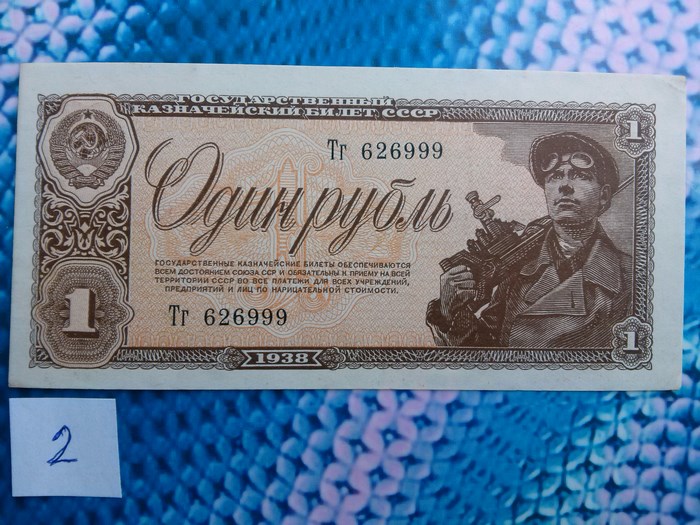 ГОСУДАРСТВЕННЫЙ
КАЗНАЧЕЙСКИЙ БИЛЕТ СССР
1
Тг 626999
Один рубль
ГОСУДАРСТВЕННЫЕ КАЗНАЧЕЙСКИЕ БИЛЕТЫ ОБЕСПЕЧИВАЮТСЯ
ВСЕМ ДОСТОЯНИЕМ СОЮЗА ССР И ОБЯЗАТЕЛЬНЫ К ПРИЕМУ НА ВСЕЙ
ТЕРРИТОРИИ СССР ВО ВСЕ ПЛАТЕЖИ ДЛЯ ВСЕХ УЧРЕЖДЕНИЙ,
ПРЕДПРИЯТИЙ И ЛИЦ ПО НАРИЦАТЕЛЬНОЙ СТОИМОСТИ.
1
Тг 626999
1
1938
2